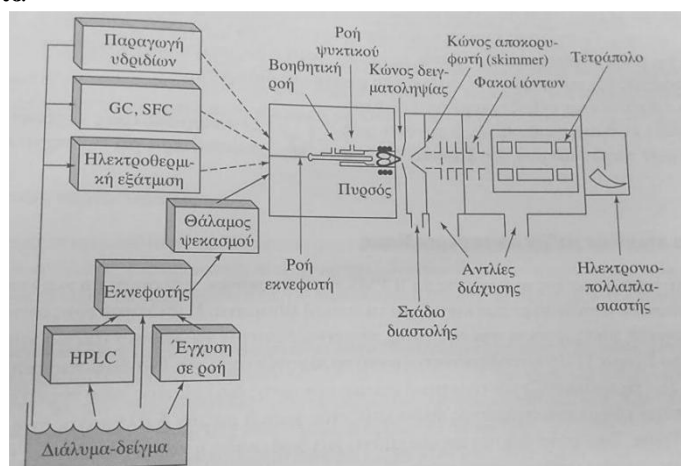 Παραγωγή
υδριδίων
GC, SFC
Ηλεκτροθερμ-
ική εξάτμιση
Θάλαμος
ψεκασμού
Εκνεφωτής
HPLC
Έγχυση
σε ροή
Διάλυμα-δείγμα
Βοηθητική
ροή
Ροή
ψυκτικού
Κώνος δειγ-
ματοληψίας
Κώνος αποκορυ-
φωτή (skimmer)
Φακοί ιόντων
Τετράπολο
Πυρσός
Ροή
εκνεφωτή
Στάδιο
διαστολής
Αντλίες
διάχυσης
Ηλεκτρονιο-
πολλαπλα-
σιαστής